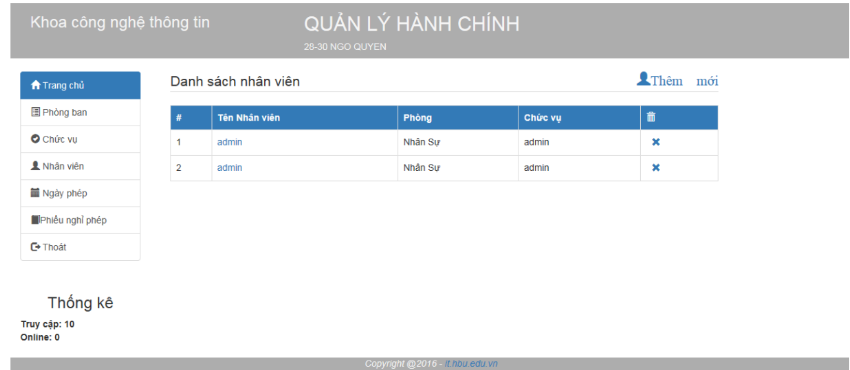 Khoa công nghệ thông tin
QUẢN LÝ HÀNH CHÍNH
28-30 NGO QUYEN
Trang chủ
Phòng ban
Chức vụ
Nhân viên
Ngày phép
Phiếu nghỉ phép
Thoát
Danh sách nhân viên
Thêm mới
# Tên Nhân viên Phòng Chức vụ
1 admin Nhân Sự admin
2 admin Nhân Sự admin
Thống kê
Truy cập: 10
Online: 0
Copyright @2016 - it.hbu.edu.vn